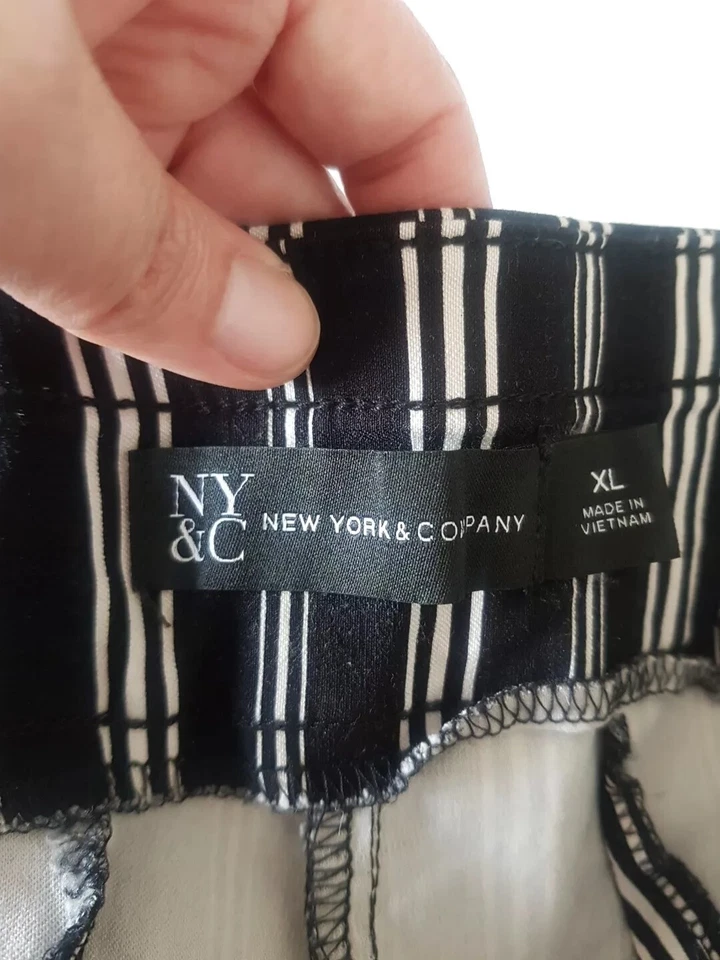 NY
&C
NEW YORK & COMPANY
XL
MADE IN
VIETNAM